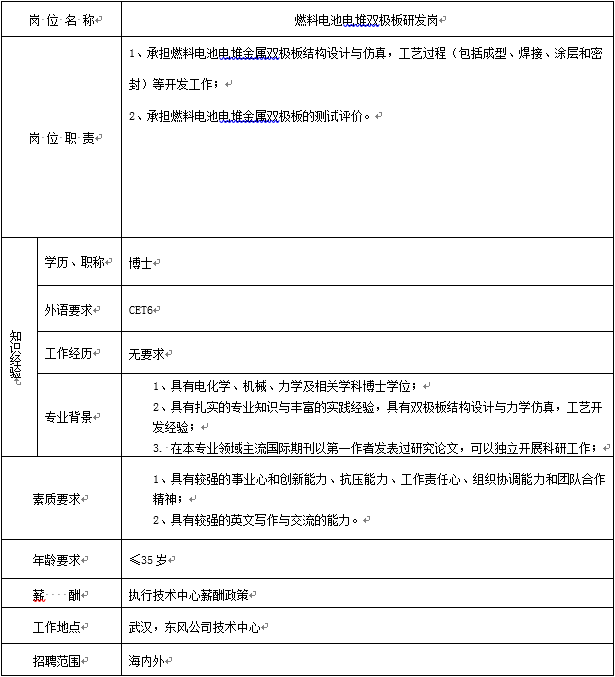 岗 位 名 称
燃料电池电堆双极板研发岗
岗 位 职 责
1、承担燃料电池电堆金属双极板结构设计与仿真，工艺过程（包括成型、焊接、涂层和密
封）等开发工作；
2、承担燃料电池电堆金属双极板的测试评价。
知识经验
学历、职称
博士
外语要求
CET6
工作经历
无要求
专业背景
1、具有电化学、机械、力学及相关学科博士学位；
2、具有扎实的专业知识与丰富的实践经验，具有双极板结构设计与力学仿真，工艺开
发经验；
3. 在本专业领域主流国际期刊以第一作者发表过研究论文，可以独立开展科研工作；
素质要求
1、具有较强的事业心和创新能力、抗压能力、工作责任心、组织协调能力和团队合作
精神；
2、具有较强的英文写作与交流的能力。
年龄要求
≤35 岁
薪 酬
执行技术中心薪酬政策
工作地点
武汉，东风公司技术中心
招聘范围
海内外